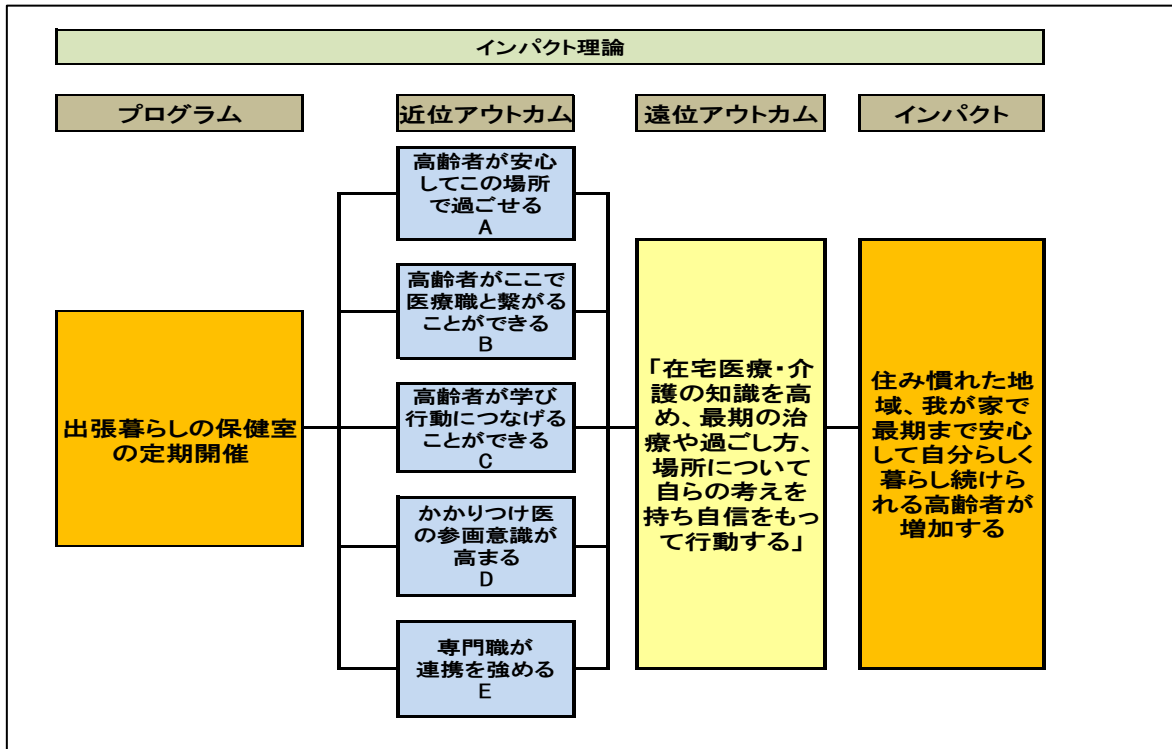 インパクト理論
プログラム
近位アウトカム
遠位アウトカム
インパクト
出張暮らしの保健室
の定期開催
高齢者が安心
してこの場所
で過ごせる
A
高齢者がここで
医療職と繋がる
ことができる
B
高齢者が学び
行動につなげる
ことができる
C
かかりつけ医
の参画意識が
高まる
D
専門職が
連携を強める
E
「在宅医療・介
護の知識を高
め、最期の治
療や過ごし方、
場所について
自らの考えを
持ち自信をもっ
て行動する」
住み慣れた地
域、我が家で
最期まで安心
して自分らしく
暮らし続けら
れる高齢者が
増加する